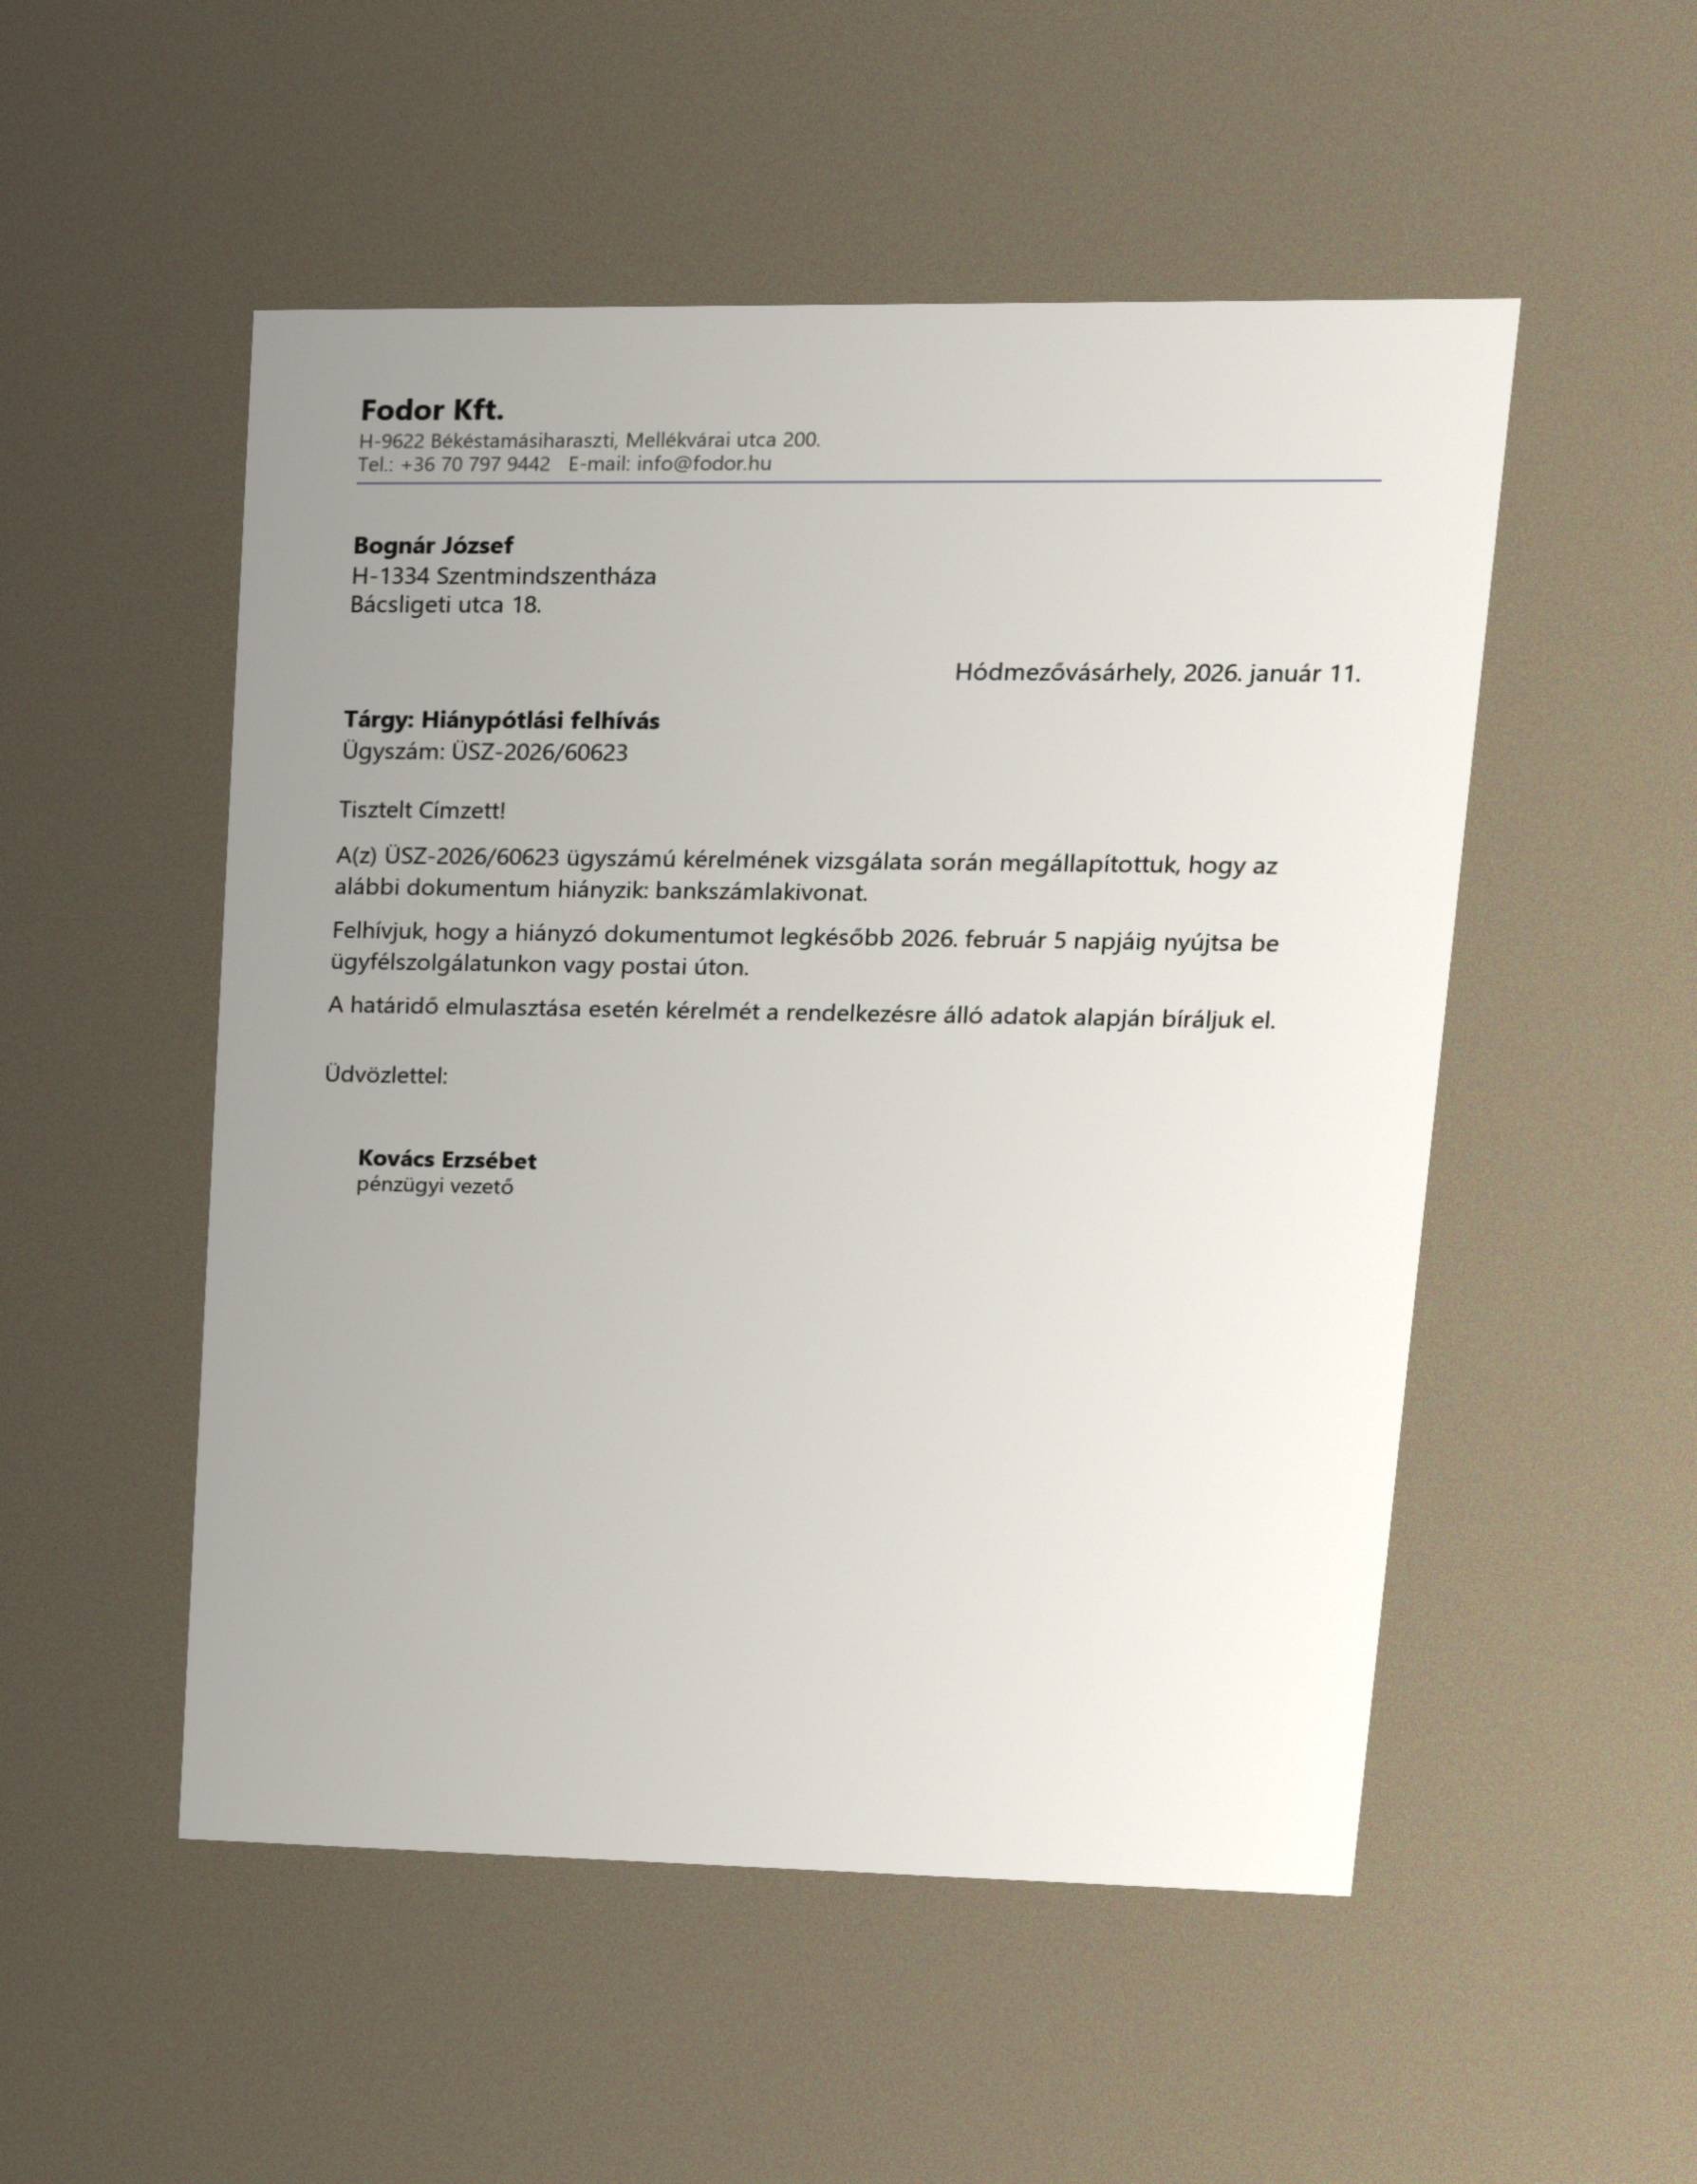 Fodor Kft.
H-9622 Békéstamásiharaszti, Mellékvárai utca 200.
Tel.: +36 70 797 9442 E-mail: info@fodor.hu
Bognár József
H-1334 Szentmindszentháza
Bácsligeti utca 18.
Hódmezővásárhely, 2026. január 11.
Tárgy: Hiánypótlási felhívás
Ügyszám: ÜSZ-2026/60623
Tisztelt Címzett!
A(z) ÜSZ-2026/60623 ügyszámú kérelmének vizsgálata során megállapítottuk, hogy az
alábbi dokumentum hiányzik: bankszámlakivonat.
Felhívjuk, hogy a hiányzó dokumentumot legkésőbb 2026. február 5 napjáig nyújtsa be
ügyfélszolgálatunkon vagy postai úton.
A határidő elmulasztása esetén kérelmét a rendelkezésre álló adatok alapján bíráljuk el.
Üdvözlettel:
Kovács Erzsébet
pénzügyi vezető